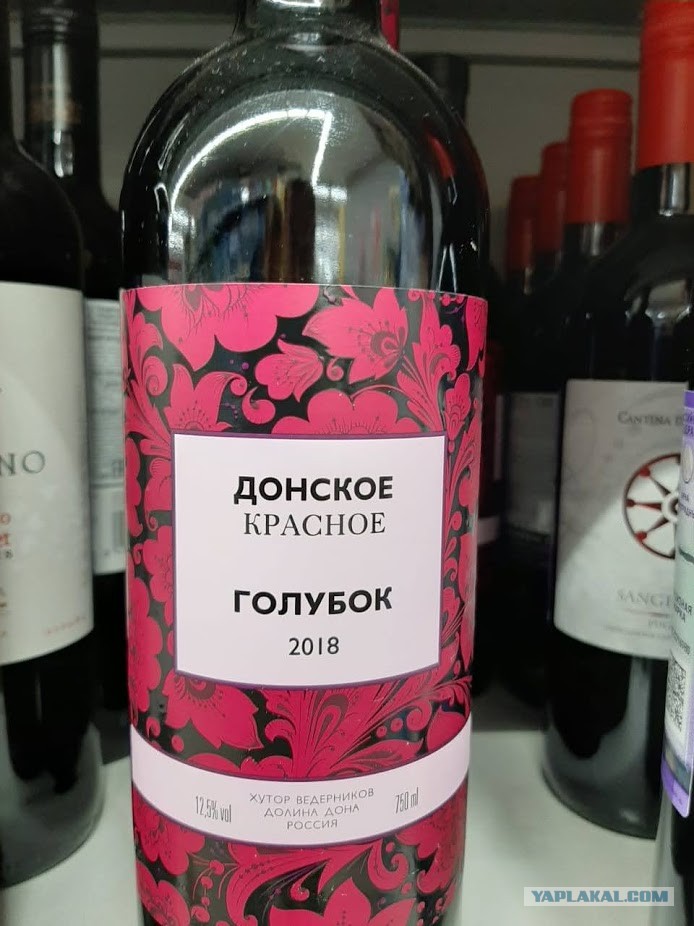 ДОНСКОЕ
КРАСНОЕ
ГОЛУБОК
2018
12,5% vol
ХУТОР ВЕДЕРНИКОВ
ДОЛИНА ДОНА
РОССИЯ
750 ml
NO
CANTINA
SANG
YAPLAKAL.COM